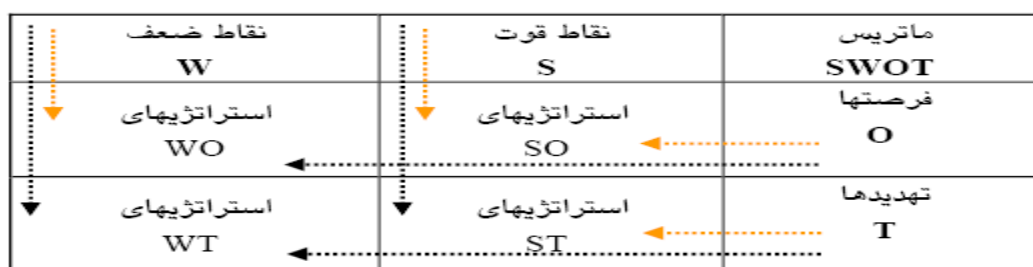 ماتریس
SWOT
نقاط قوت
S
نقاط ضعف
W
فرصتها
O
استراتژیهای
SO
استراتژیهای
WO
تهدیدها
T
استراتژیهای
ST
استراتژیهای
WT